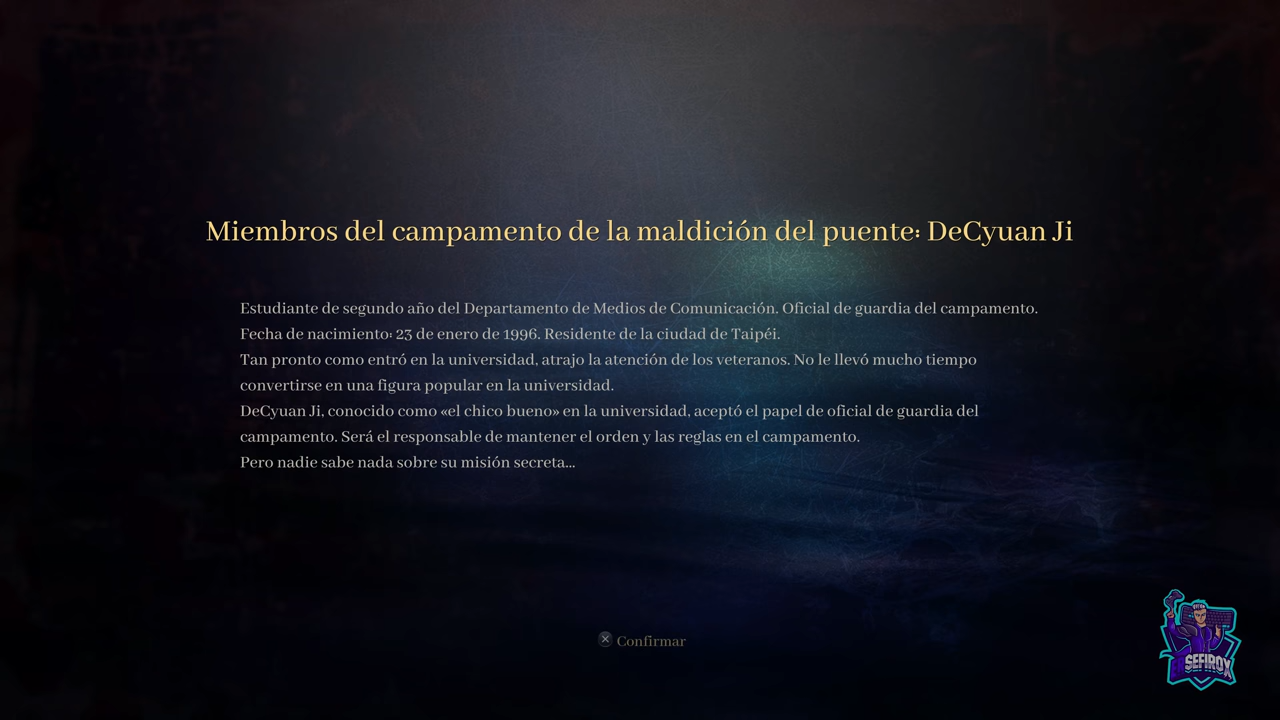 Miembros del campamento de la maldición del puente: DeCyuan Ji
Estudiante de segundo año del Departamento de Medios de Comunicación. Oficial de guardia del campamento.
Fecha de nacimiento: 23 de enero de 1996. Residente de la ciudad de Taipéi.
Tan pronto como entró en la universidad, atrajo la atención de los veteranos. No le llevó mucho tiempo
convertirse en una figura popular en la universidad.
DeCyuan Ji, conocido como «el chico bueno» en la universidad, aceptó el papel de oficial de guardia del
campamento. Será el responsable de mantener el orden y las reglas en el campamento.
Pero nadie sabe nada sobre su misión secreta...
Confirmar
SEFIROX